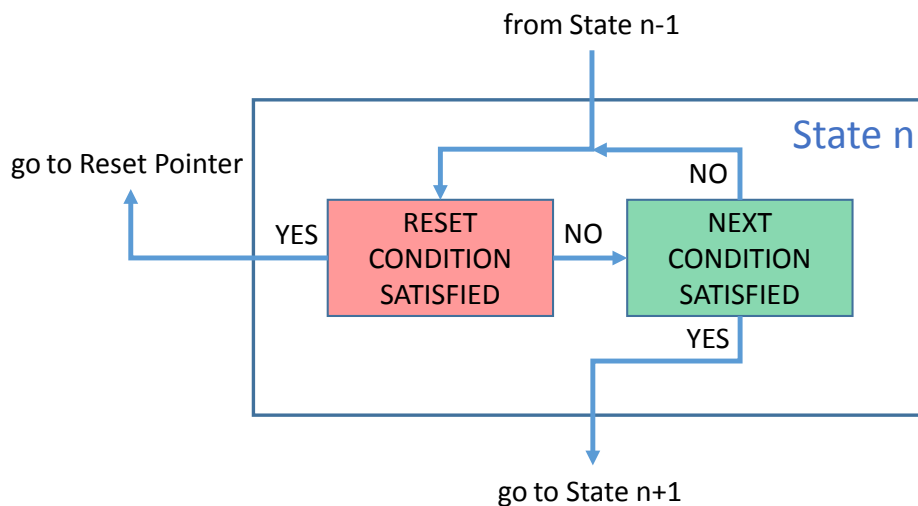 from State n-1
State n
go to Reset Pointer
NO
YES
RESET
CONDITION
SATISFIED
NO
NEXT
CONDITION
SATISFIED
YES
go to State n+1